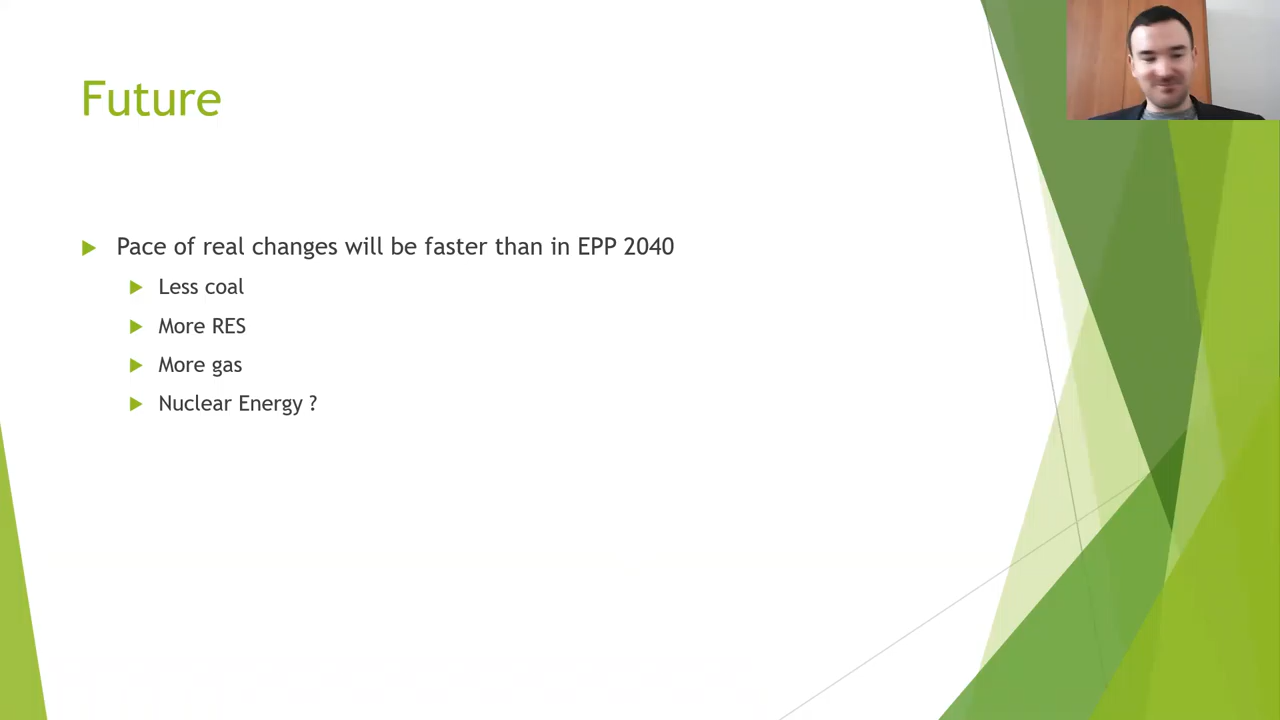 Future
Pace of real changes will be faster than in EPP 2040
Less coal
More RES
More gas
Nuclear Energy ?